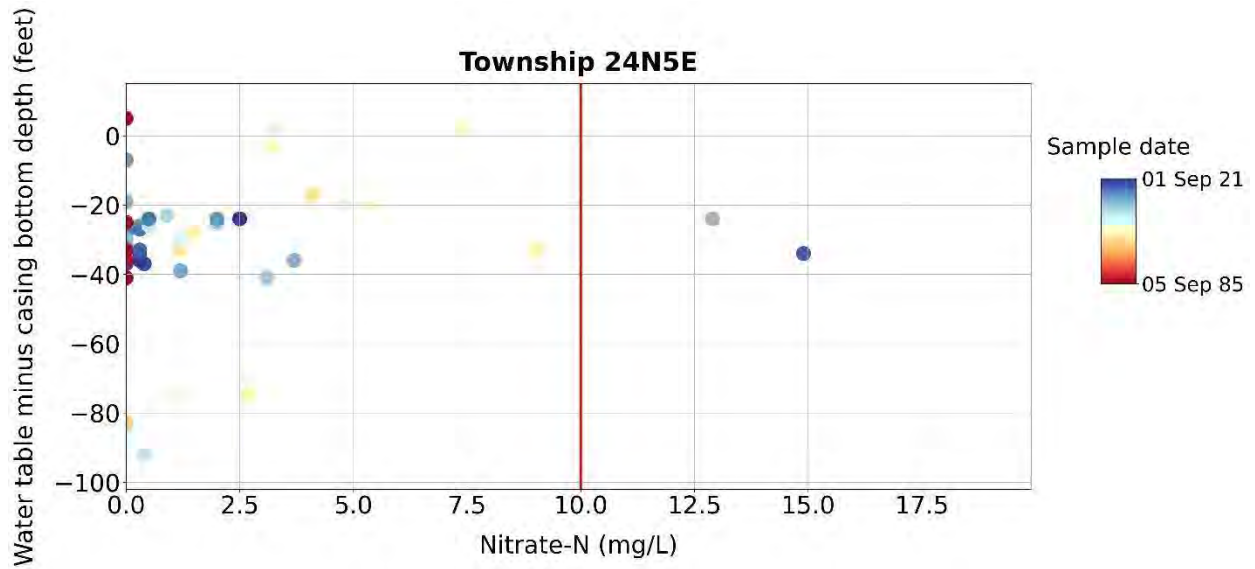 Township 24N5E
Water table minus casing bottom depth (feet)
0
−20
−40
−60
−80
−100
0.0 2.5 5.0 7.5 10.0 12.5 15.0 17.5
Nitrate-N (mg/L)
Sample date
01 Sep 21
05 Sep 85